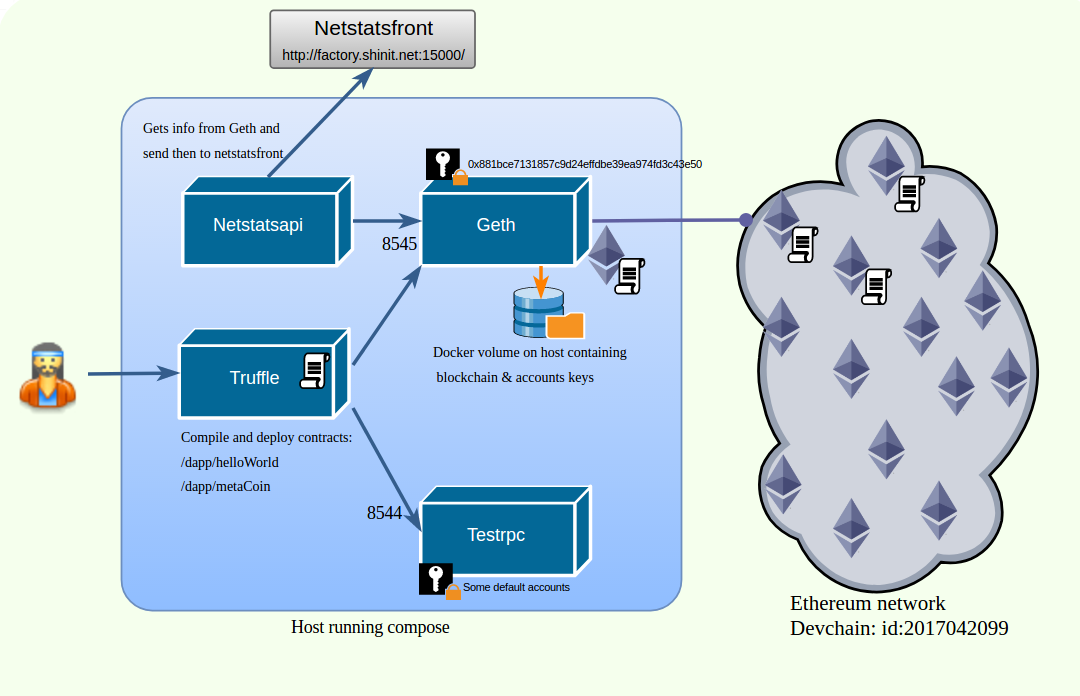 Netstatsfront
http://factory.shinit.net:15000/
Gets info from Geth and
send then to netstatsfront
0x881bce7131857c9d24effdbe39ea974fd3c43e50
Netstatsapi
Geth
8545
Docker volume on host containing
blockchain & accounts keys
Truffle
Compile and deploy contracts:
/dapp/helloWorld
/dapp/metaCoin
8544
Testrpc
Some default accounts
Host running compose
Ethereum network
Devchain: id:2017042099